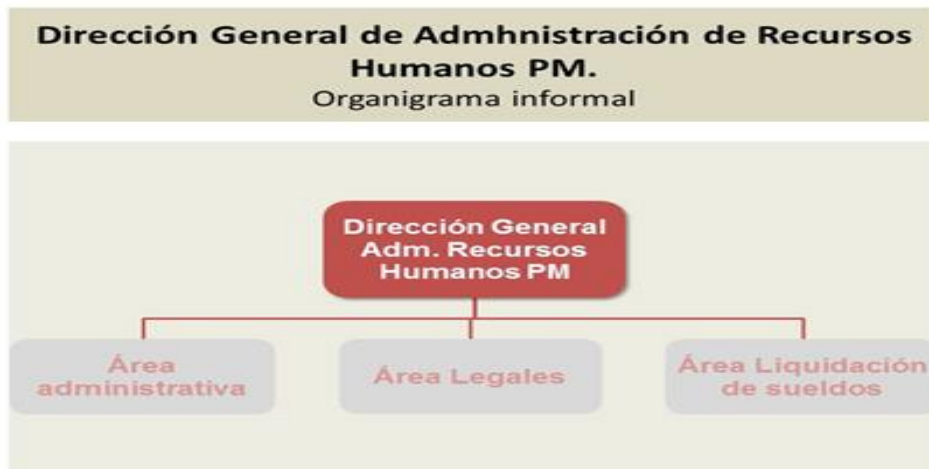 Dirección General de Admhnistración de Recursos
Humanos PM.
Organigrama informal
Dirección General
Adm. Recursos
Humanos PM
Área
administrativa
Área Legales
Área Liquidación
de sueldos